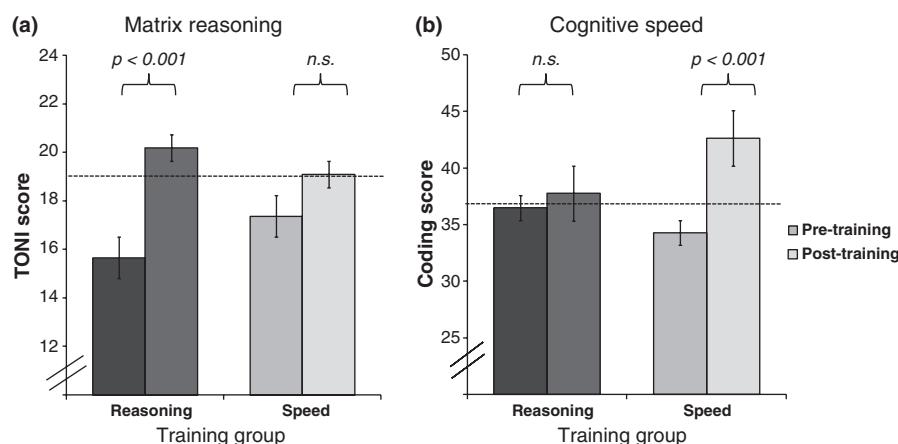 (a) Matrix reasoning
24
22
20
18
16
14
12
TONI score
p < 0.001
n.s.
Reasoning
Speed
Training group
(b) Cognitive speed
50
45
40
35
30
25
Coding score
n.s.
p < 0.001
Reasoning
Speed
Training group
Pre-training
Post-training